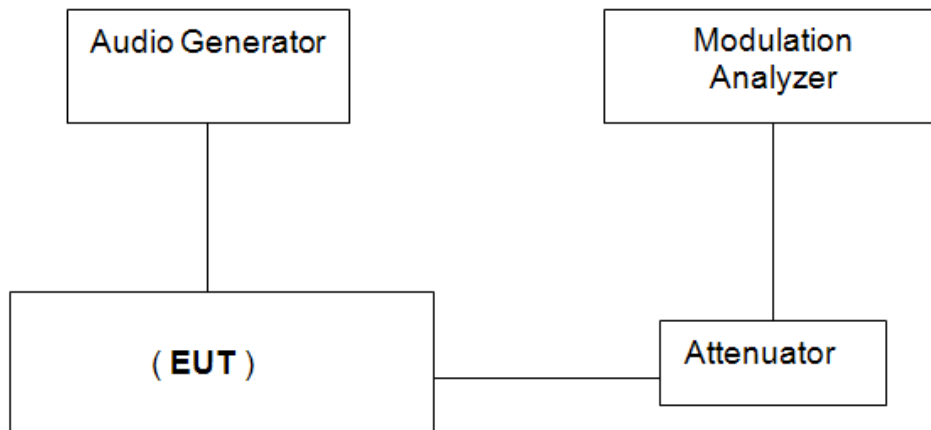 Audio Generator
Modulation
Analyzer
( EUT )
Attenuator